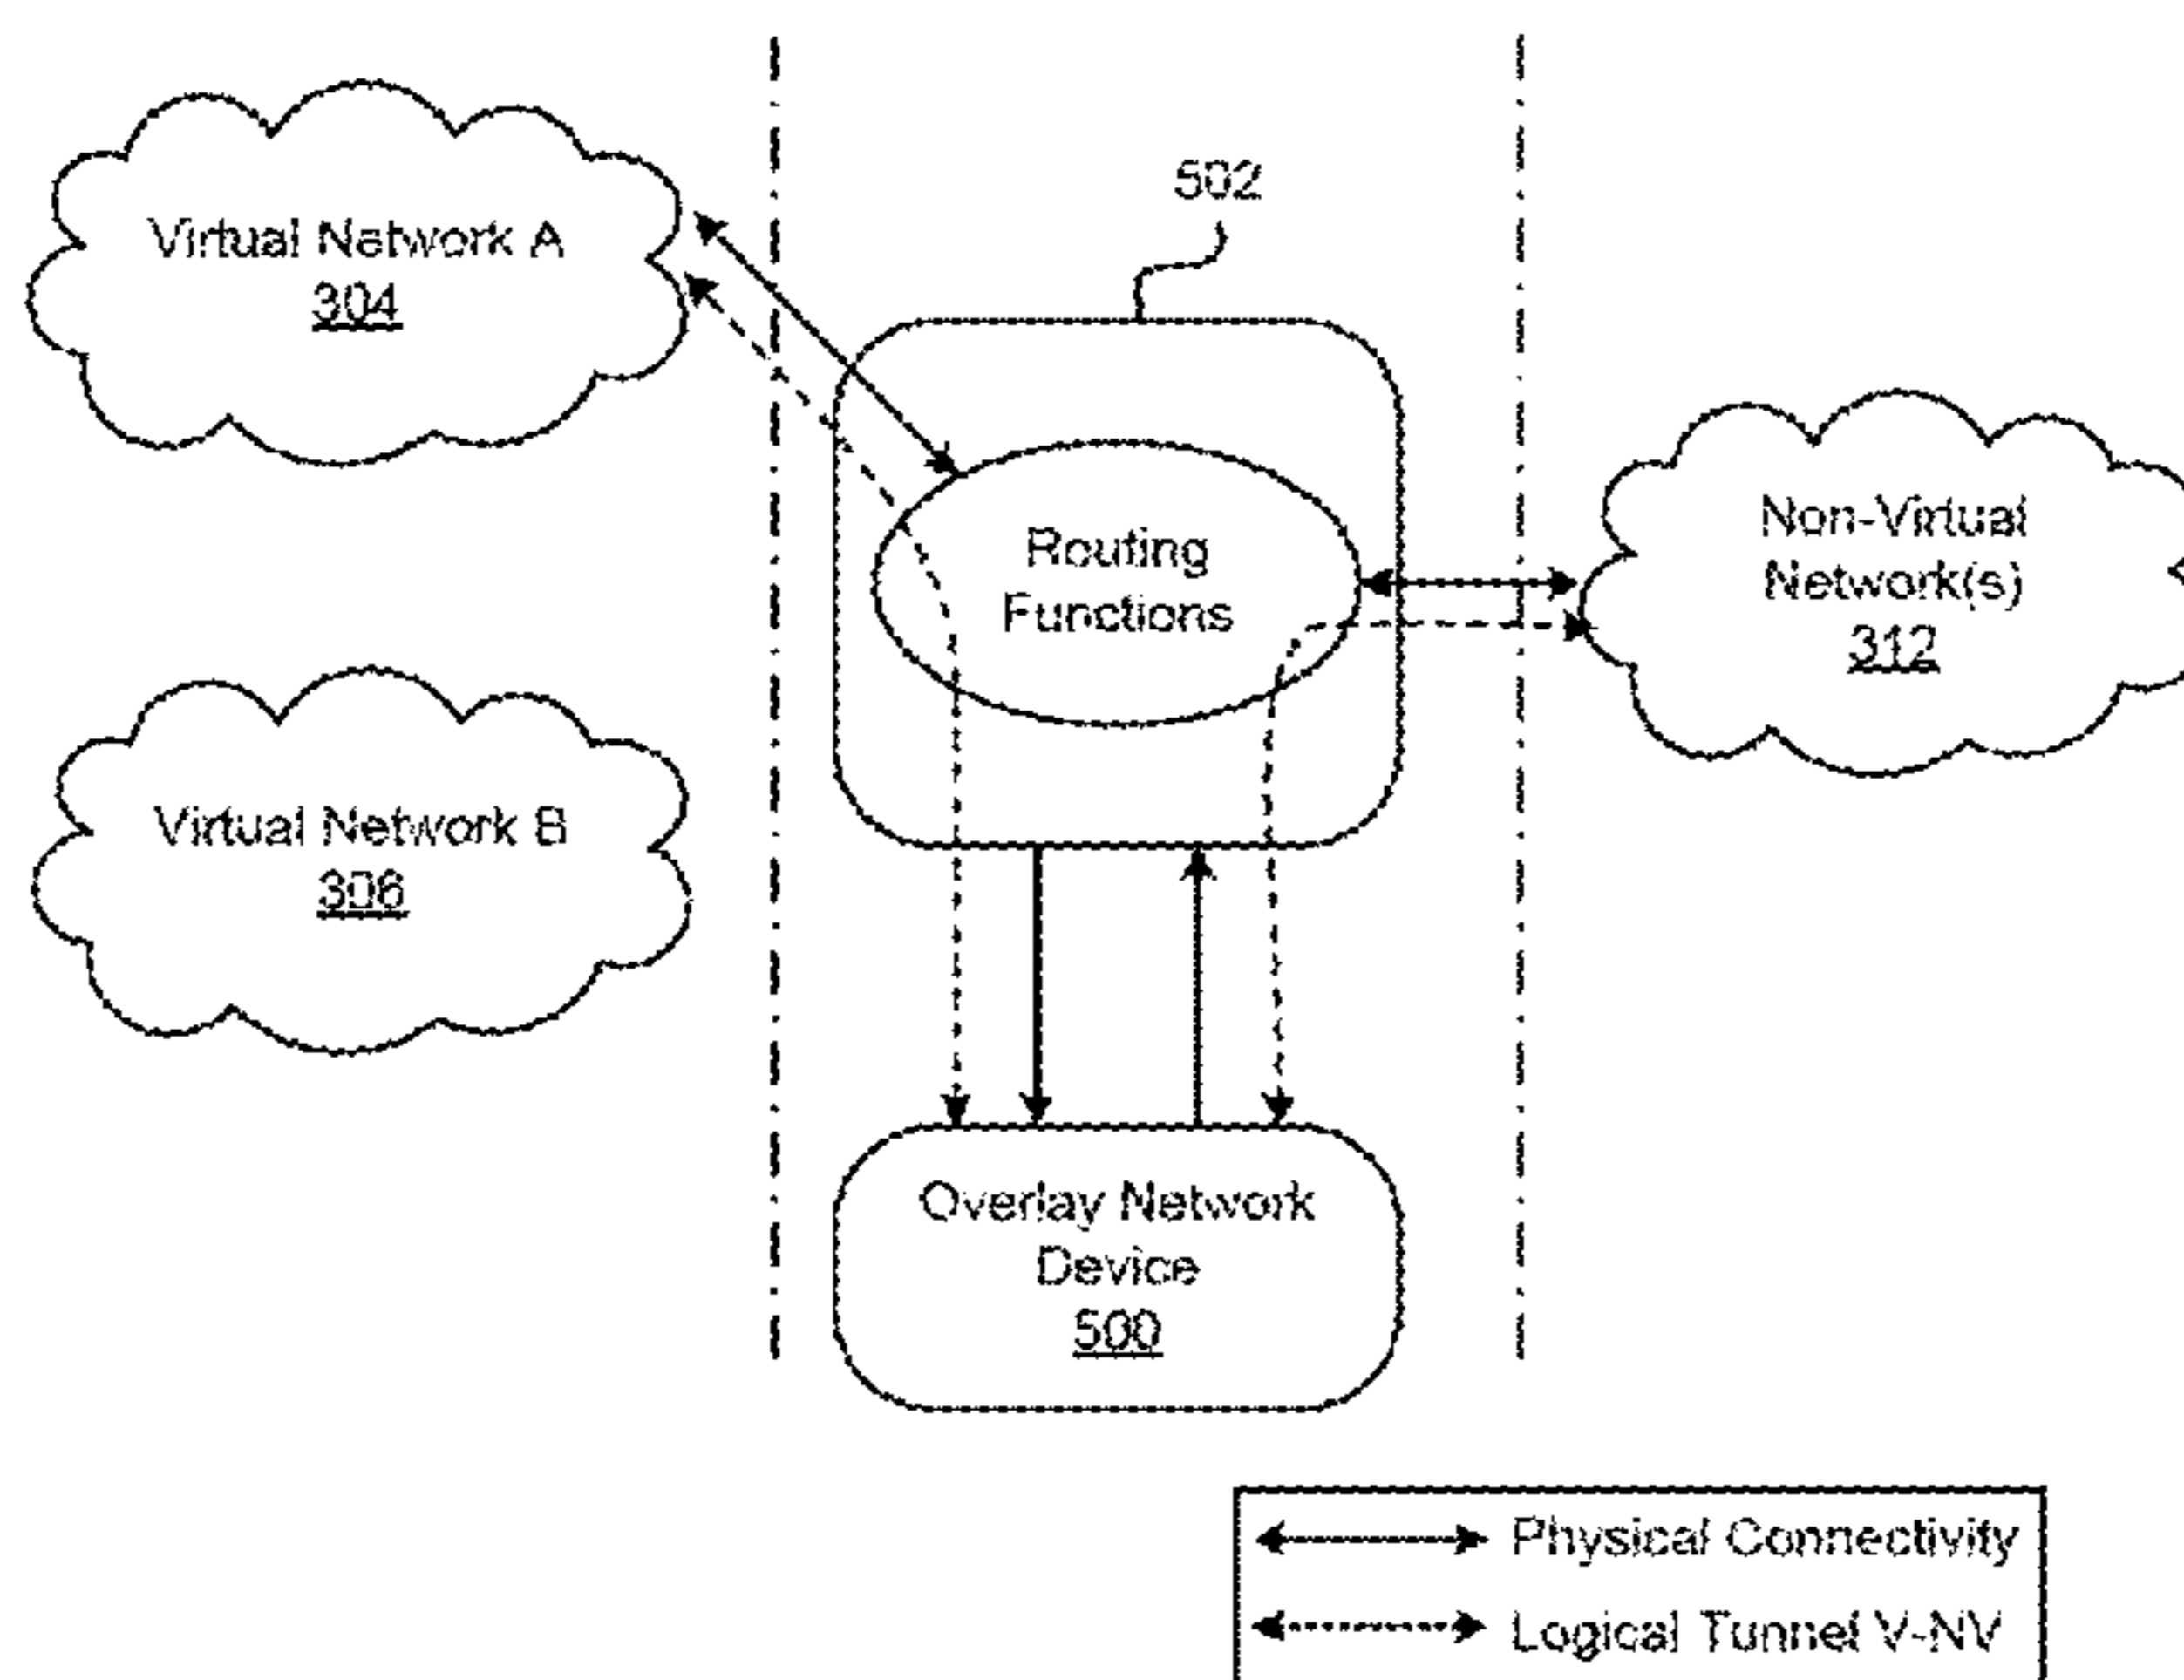 Virtual Network A
304
502
Routing
Functions
Non-Virtual
Network(s)
312
Virtual Network B
306
Overlay Network
Device
500
Physical Connectivity
Logical Tunnel V-NV